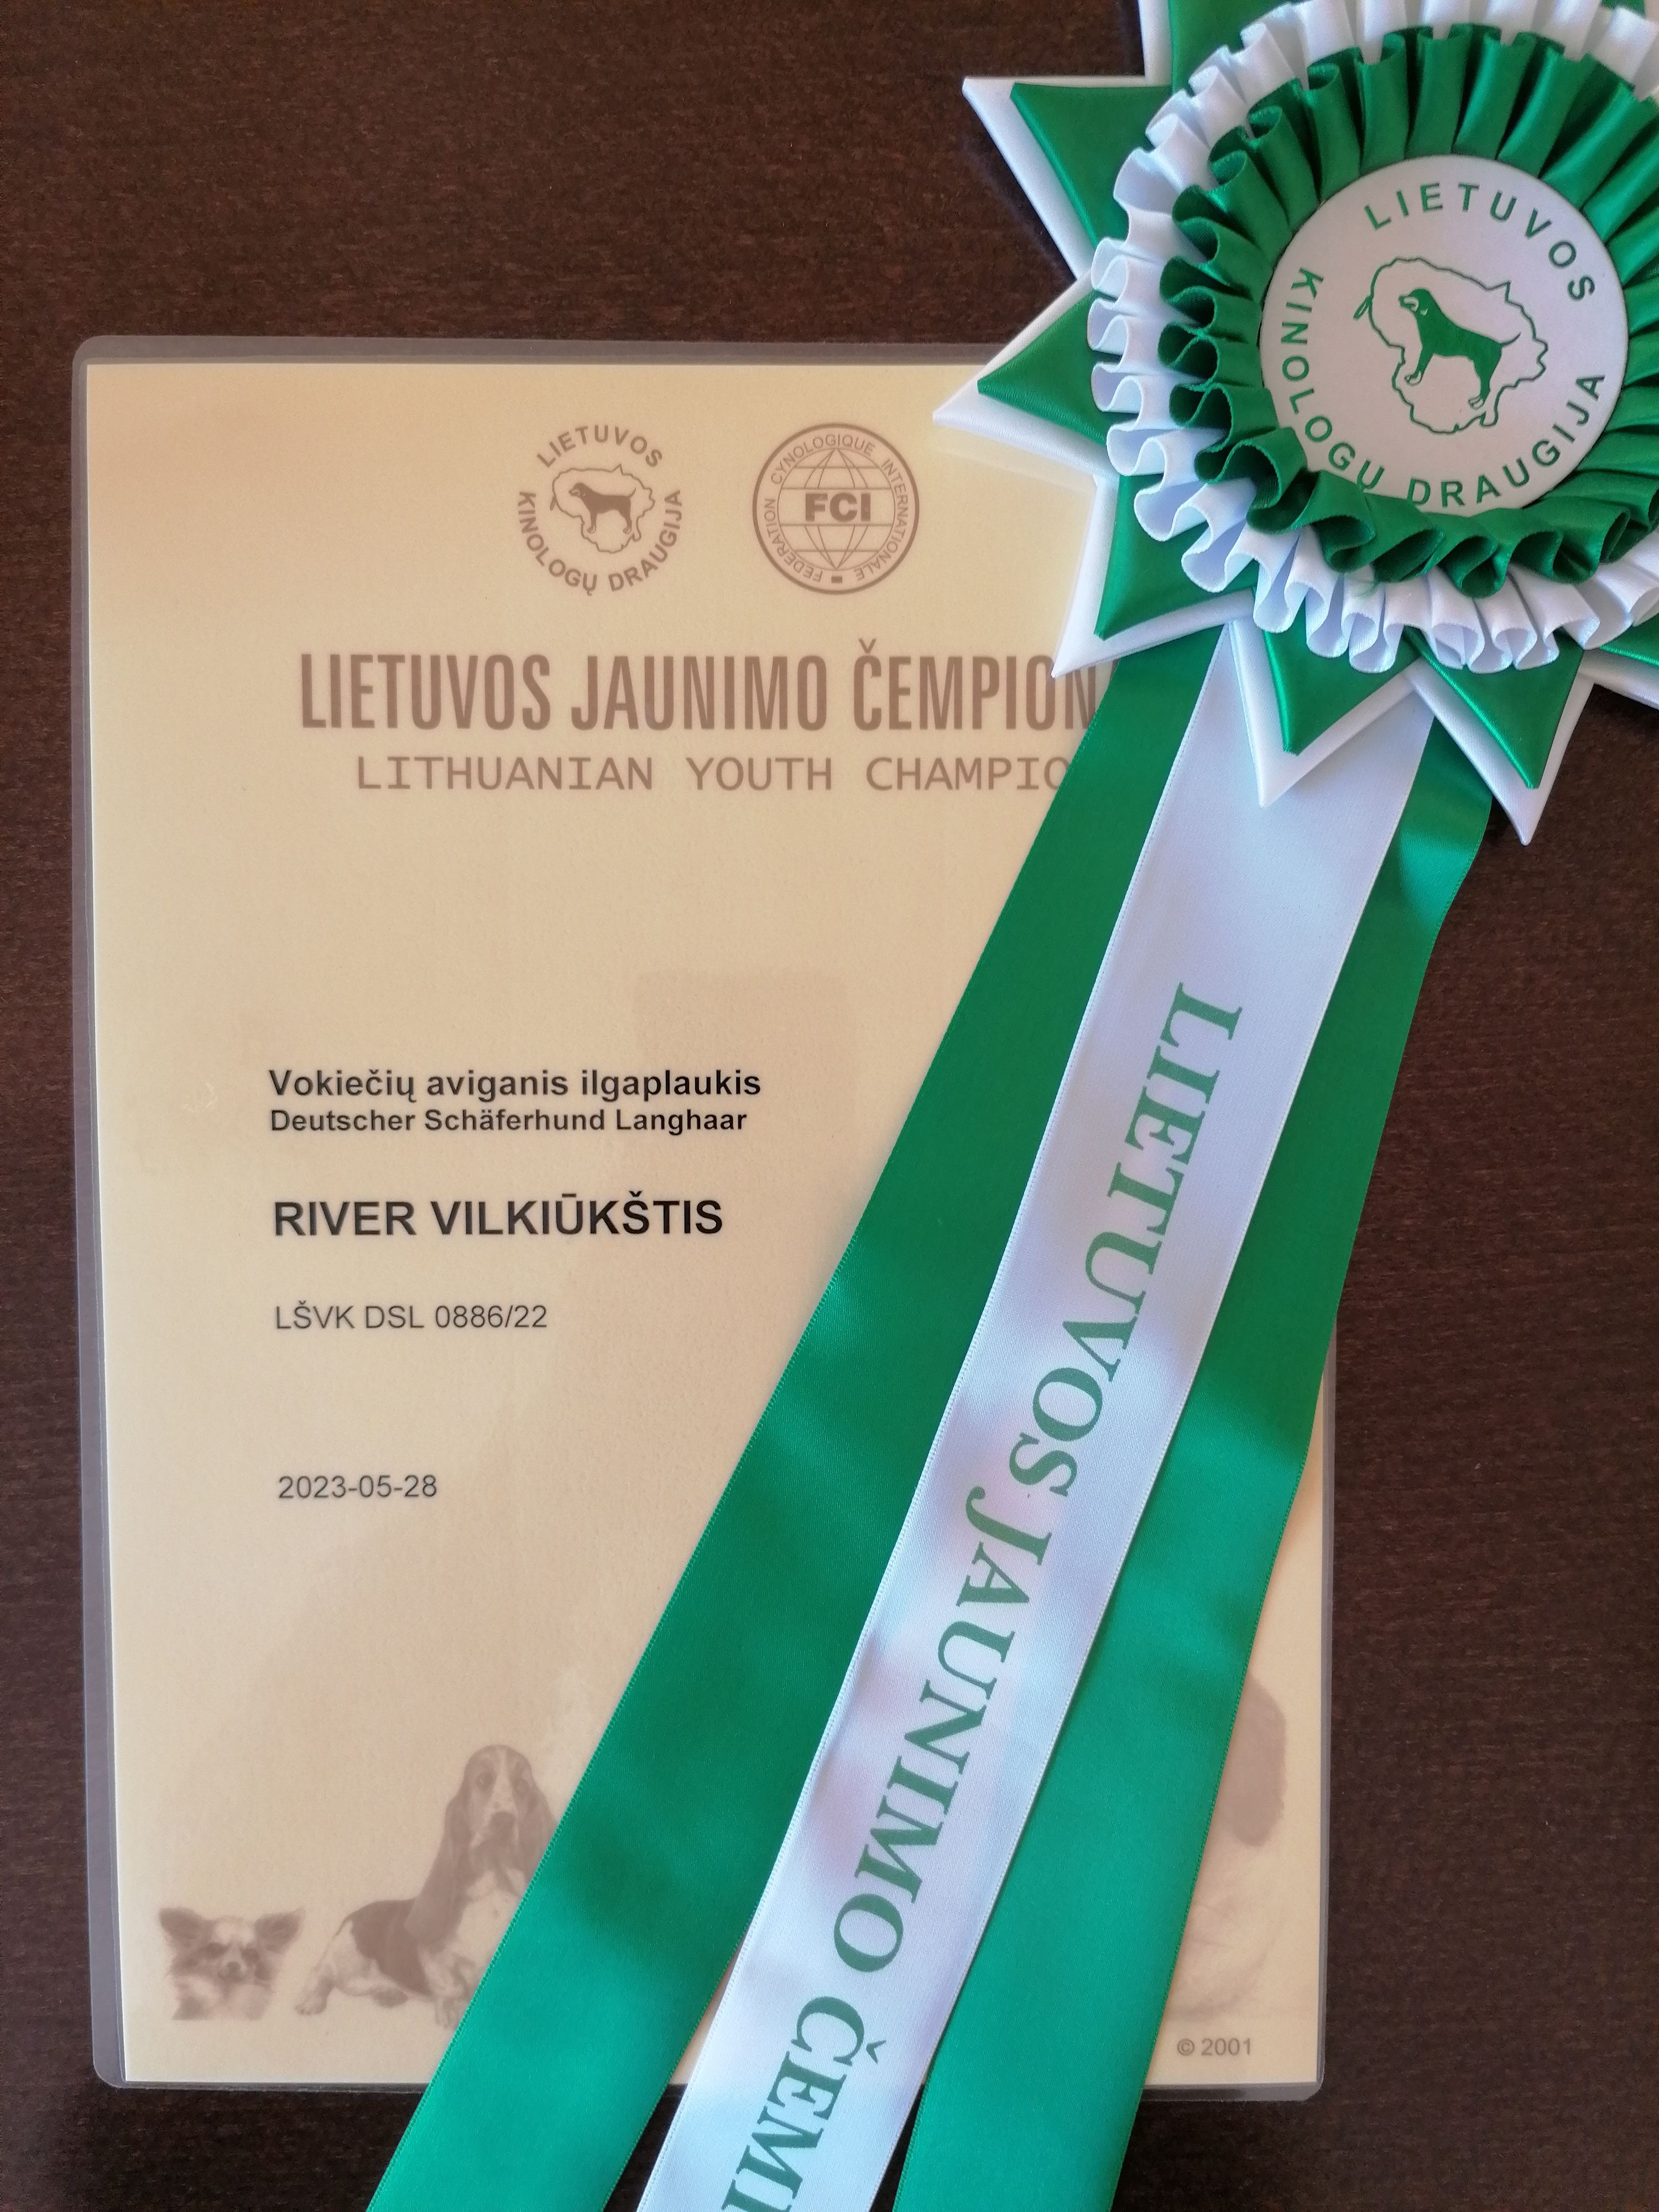 LIETUVOS
KINOLOGŲ DRAUGIJA
LIETUVOS
KINOLOGŲ DRAUGIJA
FEDERATION CYNOLOGIQUE INTERNATIONALE
FCI
LIETUVOS JAUNIMO ČEMPION
LITHUANIAN YOUTH CHAMPIO
Vokiečių aviganis ilgaplaukis
Deutscher Schäferhund Langhaar
RIVER VILKIŪKŠTIS
LŠVK DSL 0886/22
2023-05-28
LIETUVOS JAUNIMO ČEMPI
© 2001